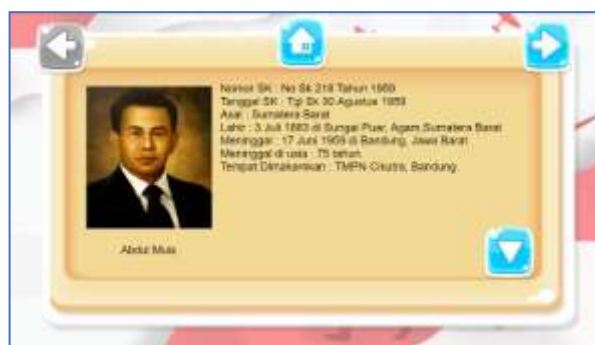 Nomor SK : No Sk 218 Tahun 1959
Tanggal SK : Tgl Sk 30 Agustus 1959
Asal : Sumatera Barat
Lahir : 3 Juli 1883 di Sungai Puar, Agam,Sumatera Barat
Meninggal : 17 Juni 1959 di Bandung, Jawa Barat
Meninggal di usia : 75 tahun
Tempat Dimakamkan : TMPN Cikutra, Bandung
Abdul Muis